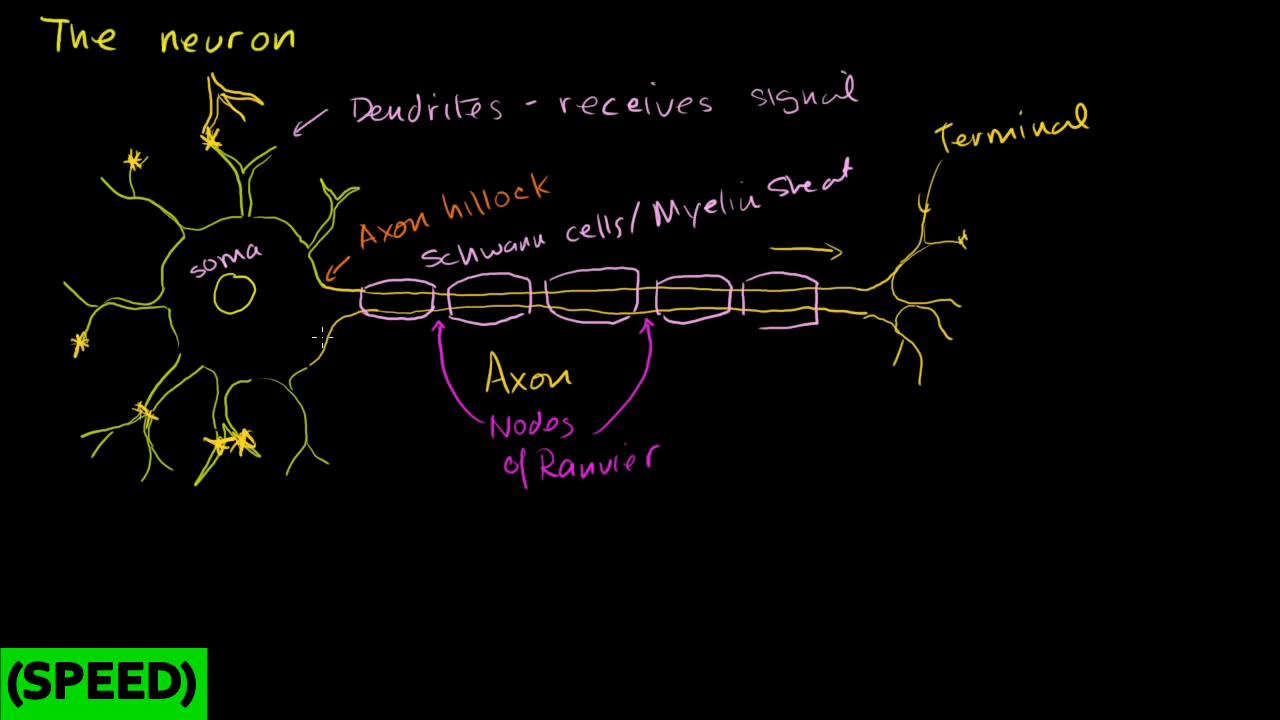 The neuron
Dendrites - receives signal
Terminal
Axon hillock
Schwann cells/Myelin Sheat
soma
Axon
Nodes
of Ranvier
(SPEED)